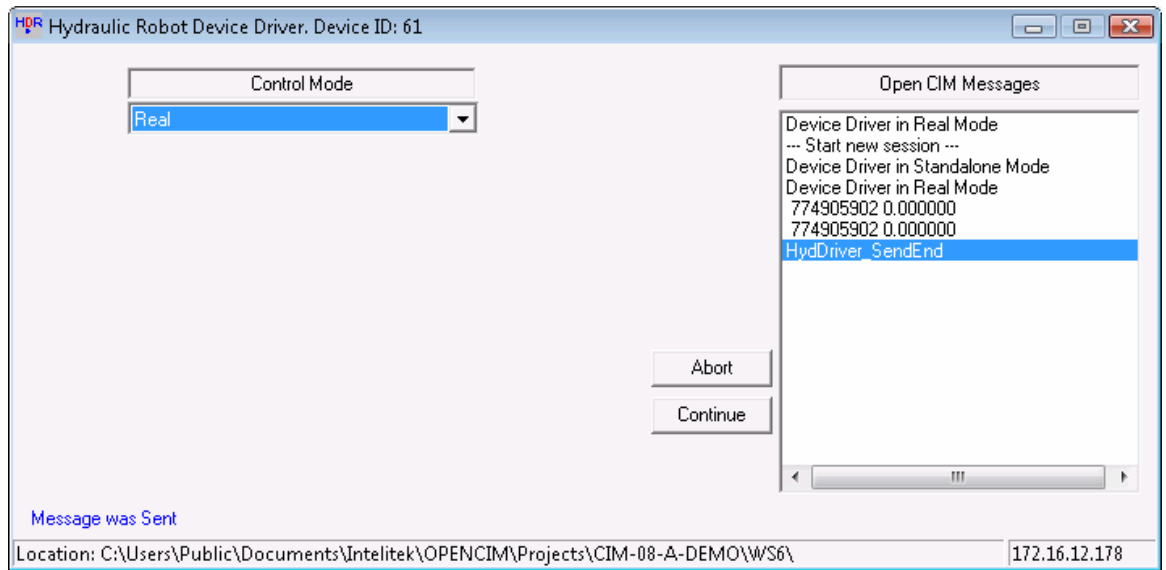 HDR Hydraulic Robot Device Driver. Device ID: 61
Control Mode
Real
Open CIM Messages
Device Driver in Real Mode
--- Start new session ---
Device Driver in Standalone Mode
Device Driver in Real Mode
774905902 0.000000
774905902 0.000000
HydDriver_SendEnd
Abort
Continue
Message was Sent
Location: C:\Users\Public\Documents\Intelitek\OPENCIM\Projects\CIM-08-A-DEMO\WS6\
172.16.12.178